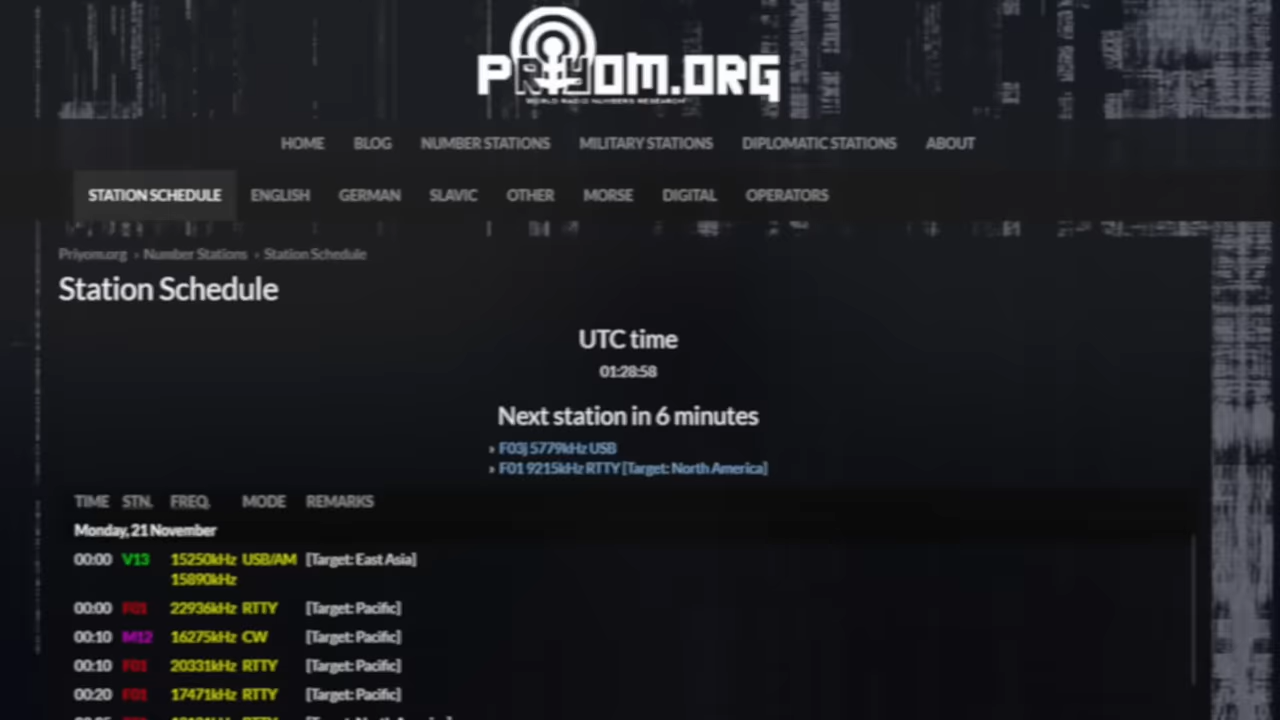 PRIYOM.ORG
WORLD RADIO NUMBERS RESEARCH
HOME BLOG NUMBER STATIONS MILITARY STATIONS DIPLOMATIC STATIONS ABOUT
STATION SCHEDULE ENGLISH GERMAN SLAVIC OTHER MORSE DIGITAL OPERATORS
Priyom.org › Number Stations › Station Schedule
Station Schedule
UTC time
01:28:58
Next station in 6 minutes
» F03j 5779kHz USB
» F01 9215kHz RTTY [Target: North America]
TIME STN. FREQ. MODE REMARKS
Monday, 21 November
00:00 V13 15250kHz USB/AM [Target: East Asia]
15890kHz
00:00 F01 22936kHz RTTY [Target: Pacific]
00:10 M12 16275kHz CW [Target: Pacific]
00:10 F01 20331kHz RTTY [Target: Pacific]
00:20 F01 17471kHz RTTY [Target: Pacific]